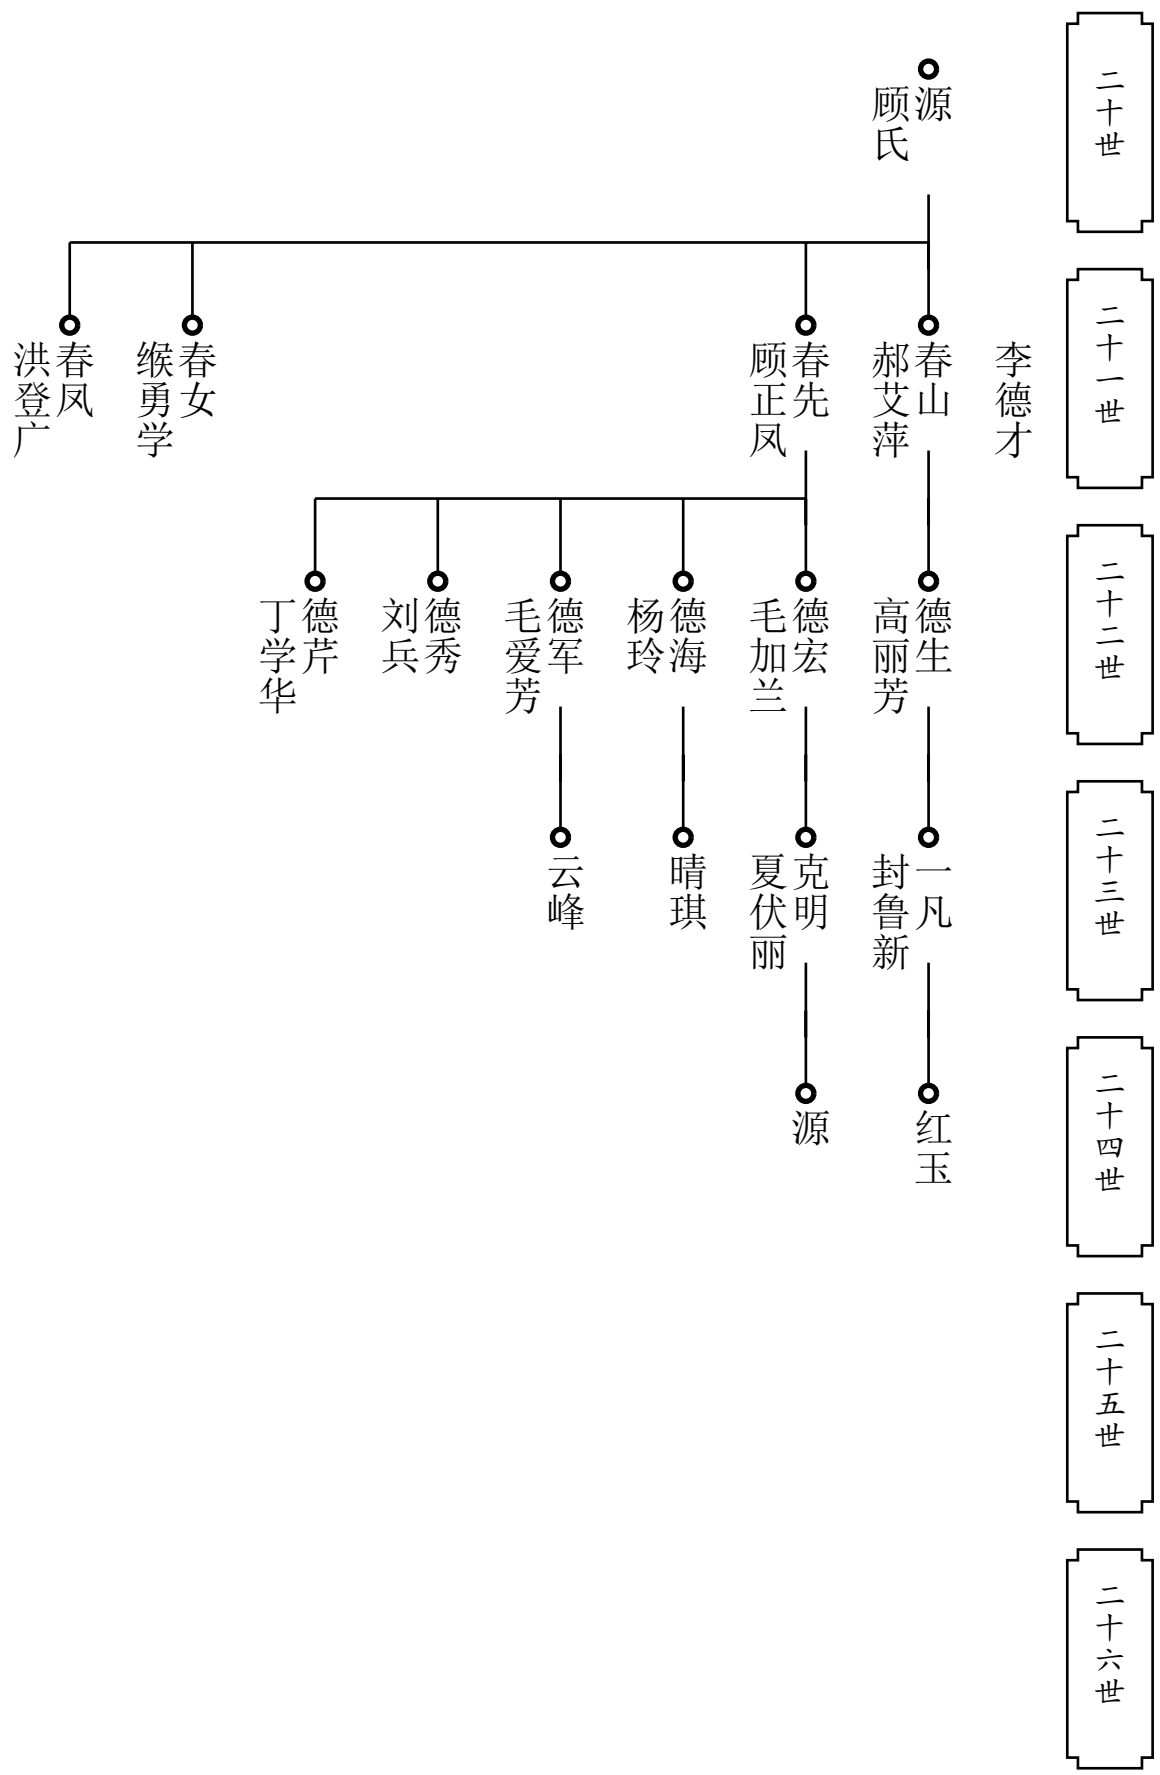 二十世
源
顾氏
二十一世
李德才
春山
郝艾萍
春先
顾正凤
春女
缑勇学
春凤
洪登广
二十二世
德生
高丽芳
德宏
毛加兰
德海
杨玲
德军
毛爱芳
德秀
刘兵
德芹
丁学华
二十三世
一凡
封鲁新
克明
夏伏丽
晴琪
云峰
二十四世
红玉
源
二十五世
二十六世